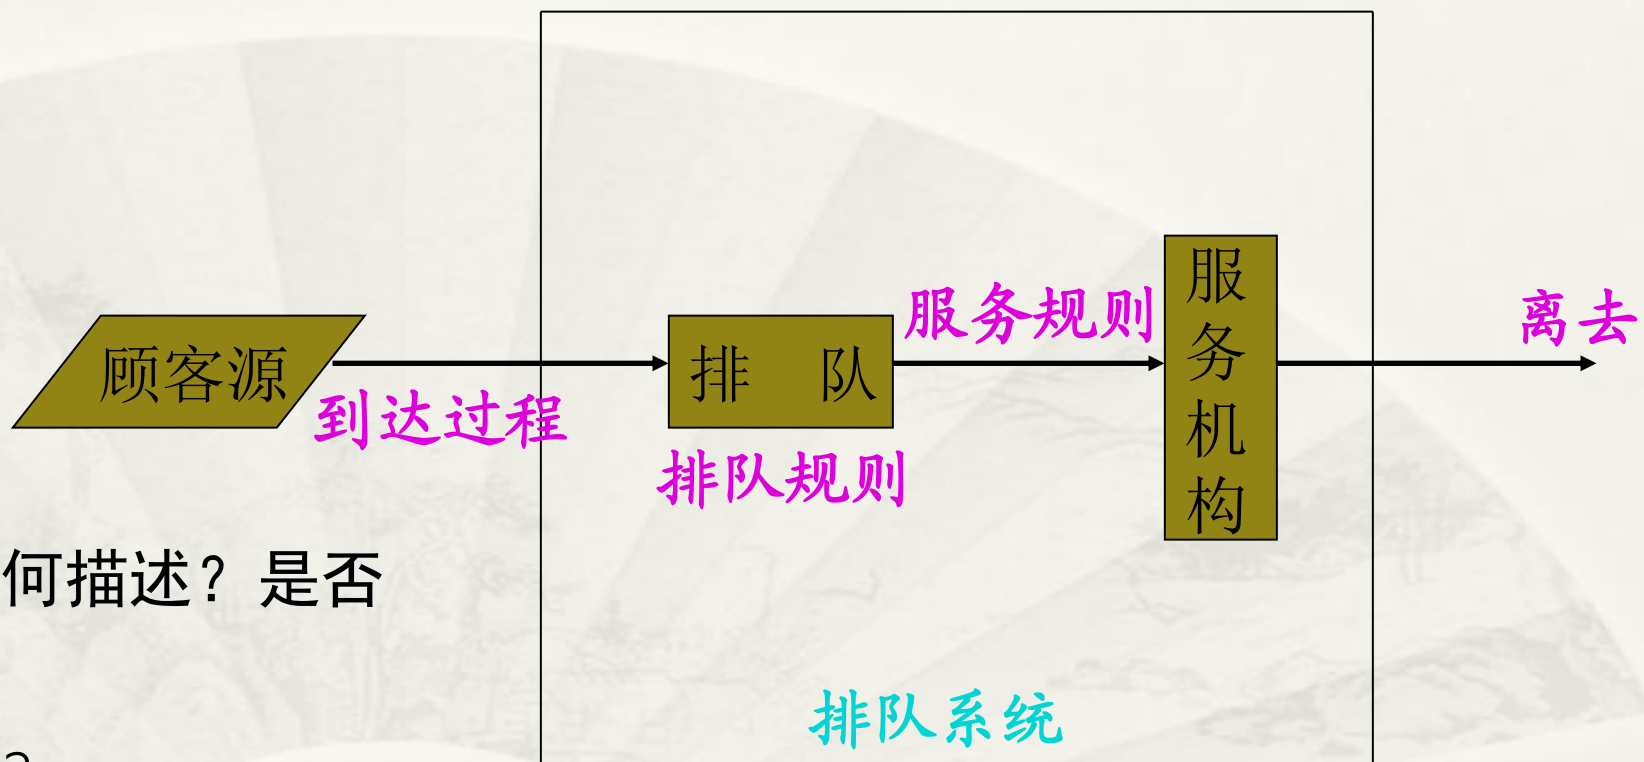 顾客源
到达过程
排 队
排队规则
服务规则
服务机构
离去
何描述？是否
排队系统